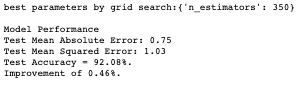 best parameters by grid search:{'n_estimators': 350}
Model Performance
Test Mean Absolute Error: 0.75
Test Mean Squared Error: 1.03
Test Accuracy = 92.08%.
Improvement of 0.46%.